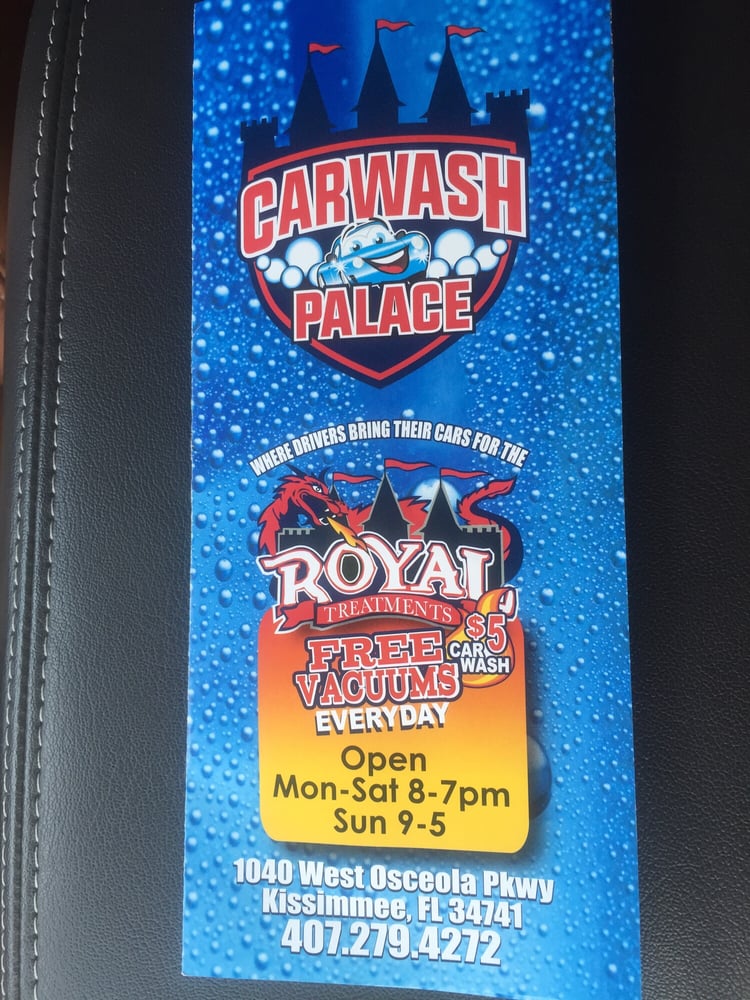 CARWASH
PALACE
WHERE DRIVERS BRING THEIR CARS FOR THE
ROYAL
TREATMENTS
$5
CAR
WASH
FREE
VACUUMS
EVERYDAY
Open
Mon-Sat 8-7pm
Sun 9-5
1040 West Osceola Pkwy
Kissimmee, FL 34741
407.279.4272